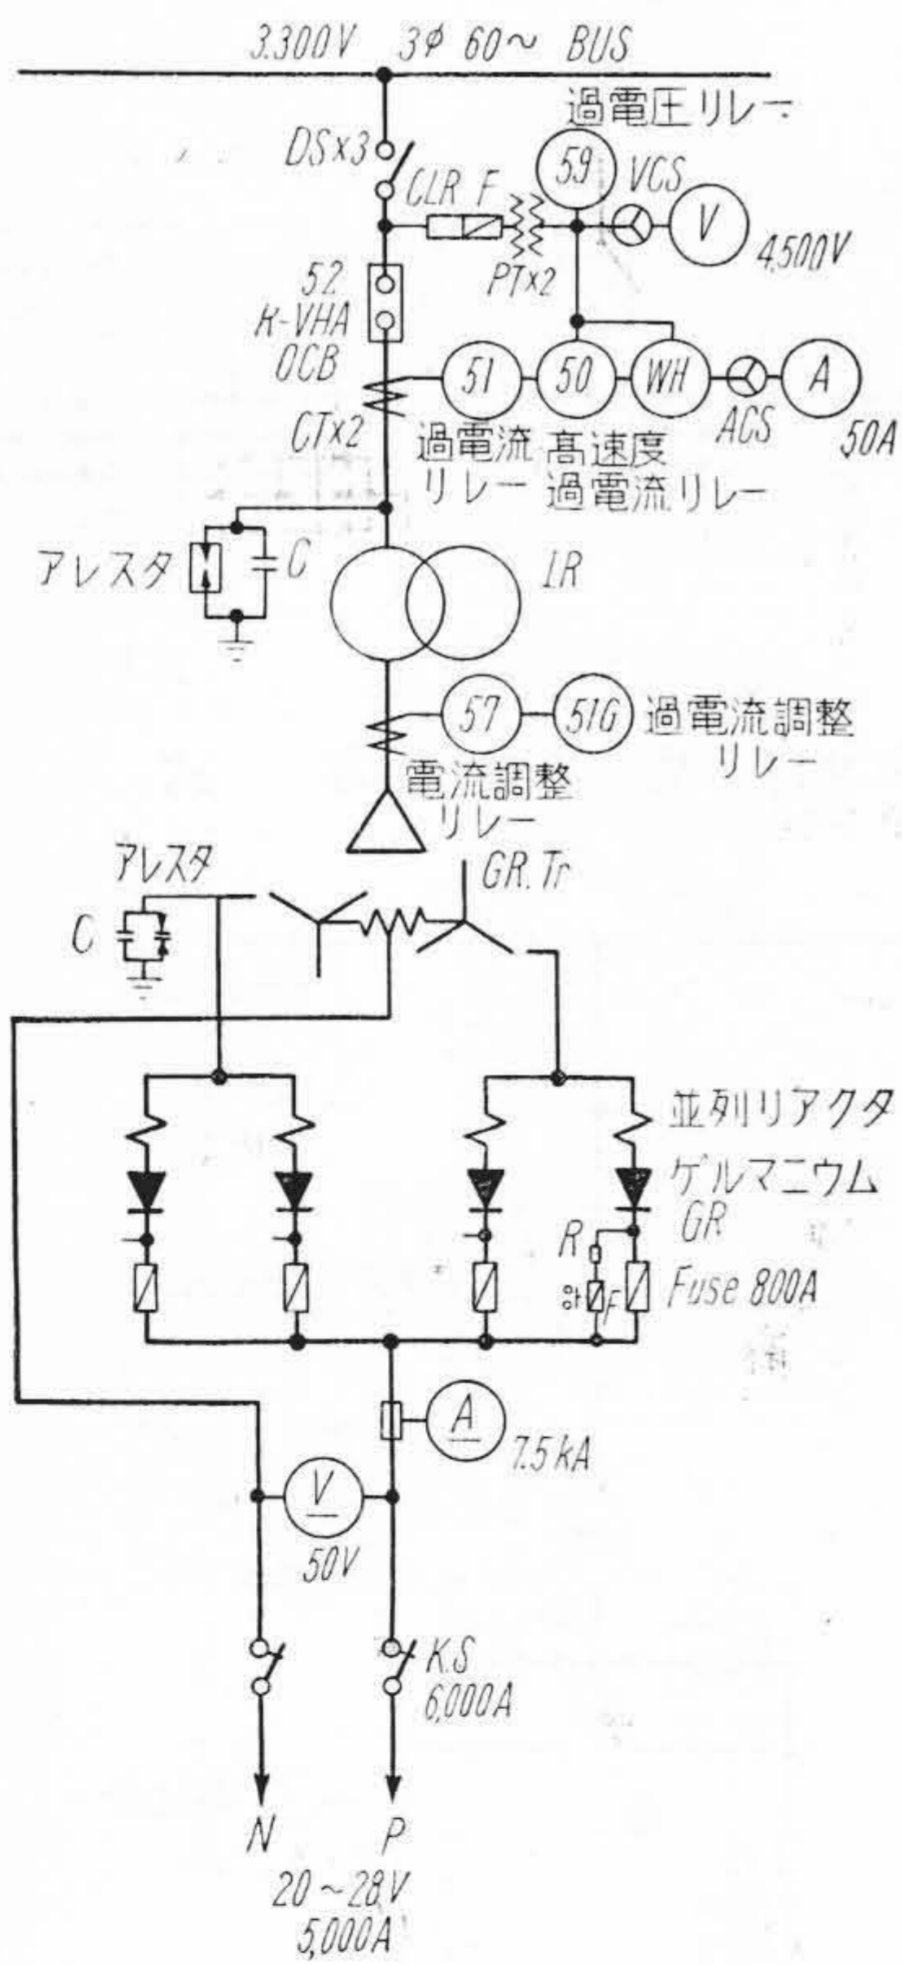 3.300V 3φ 60~ BUS
過電圧リレー
DS×3
59
VCS
CLR F
V
4,500V
PT×2
52
K-VHA
OCB
51
50
WH
A
CT×2
ACS
50A
過電流
リレー
高速度
過電流リレー
アレスタ
C
IR
57
51G
過電流調整
リレー
電流調整
リレー
アレスタ
GR.Tr
C
並列リアクタ
ゲルマニウム
GR
R
F
Fuse 800A
A
7.5kA
V
50V
K.S
6,000A
N
P
20~28V
5,000A